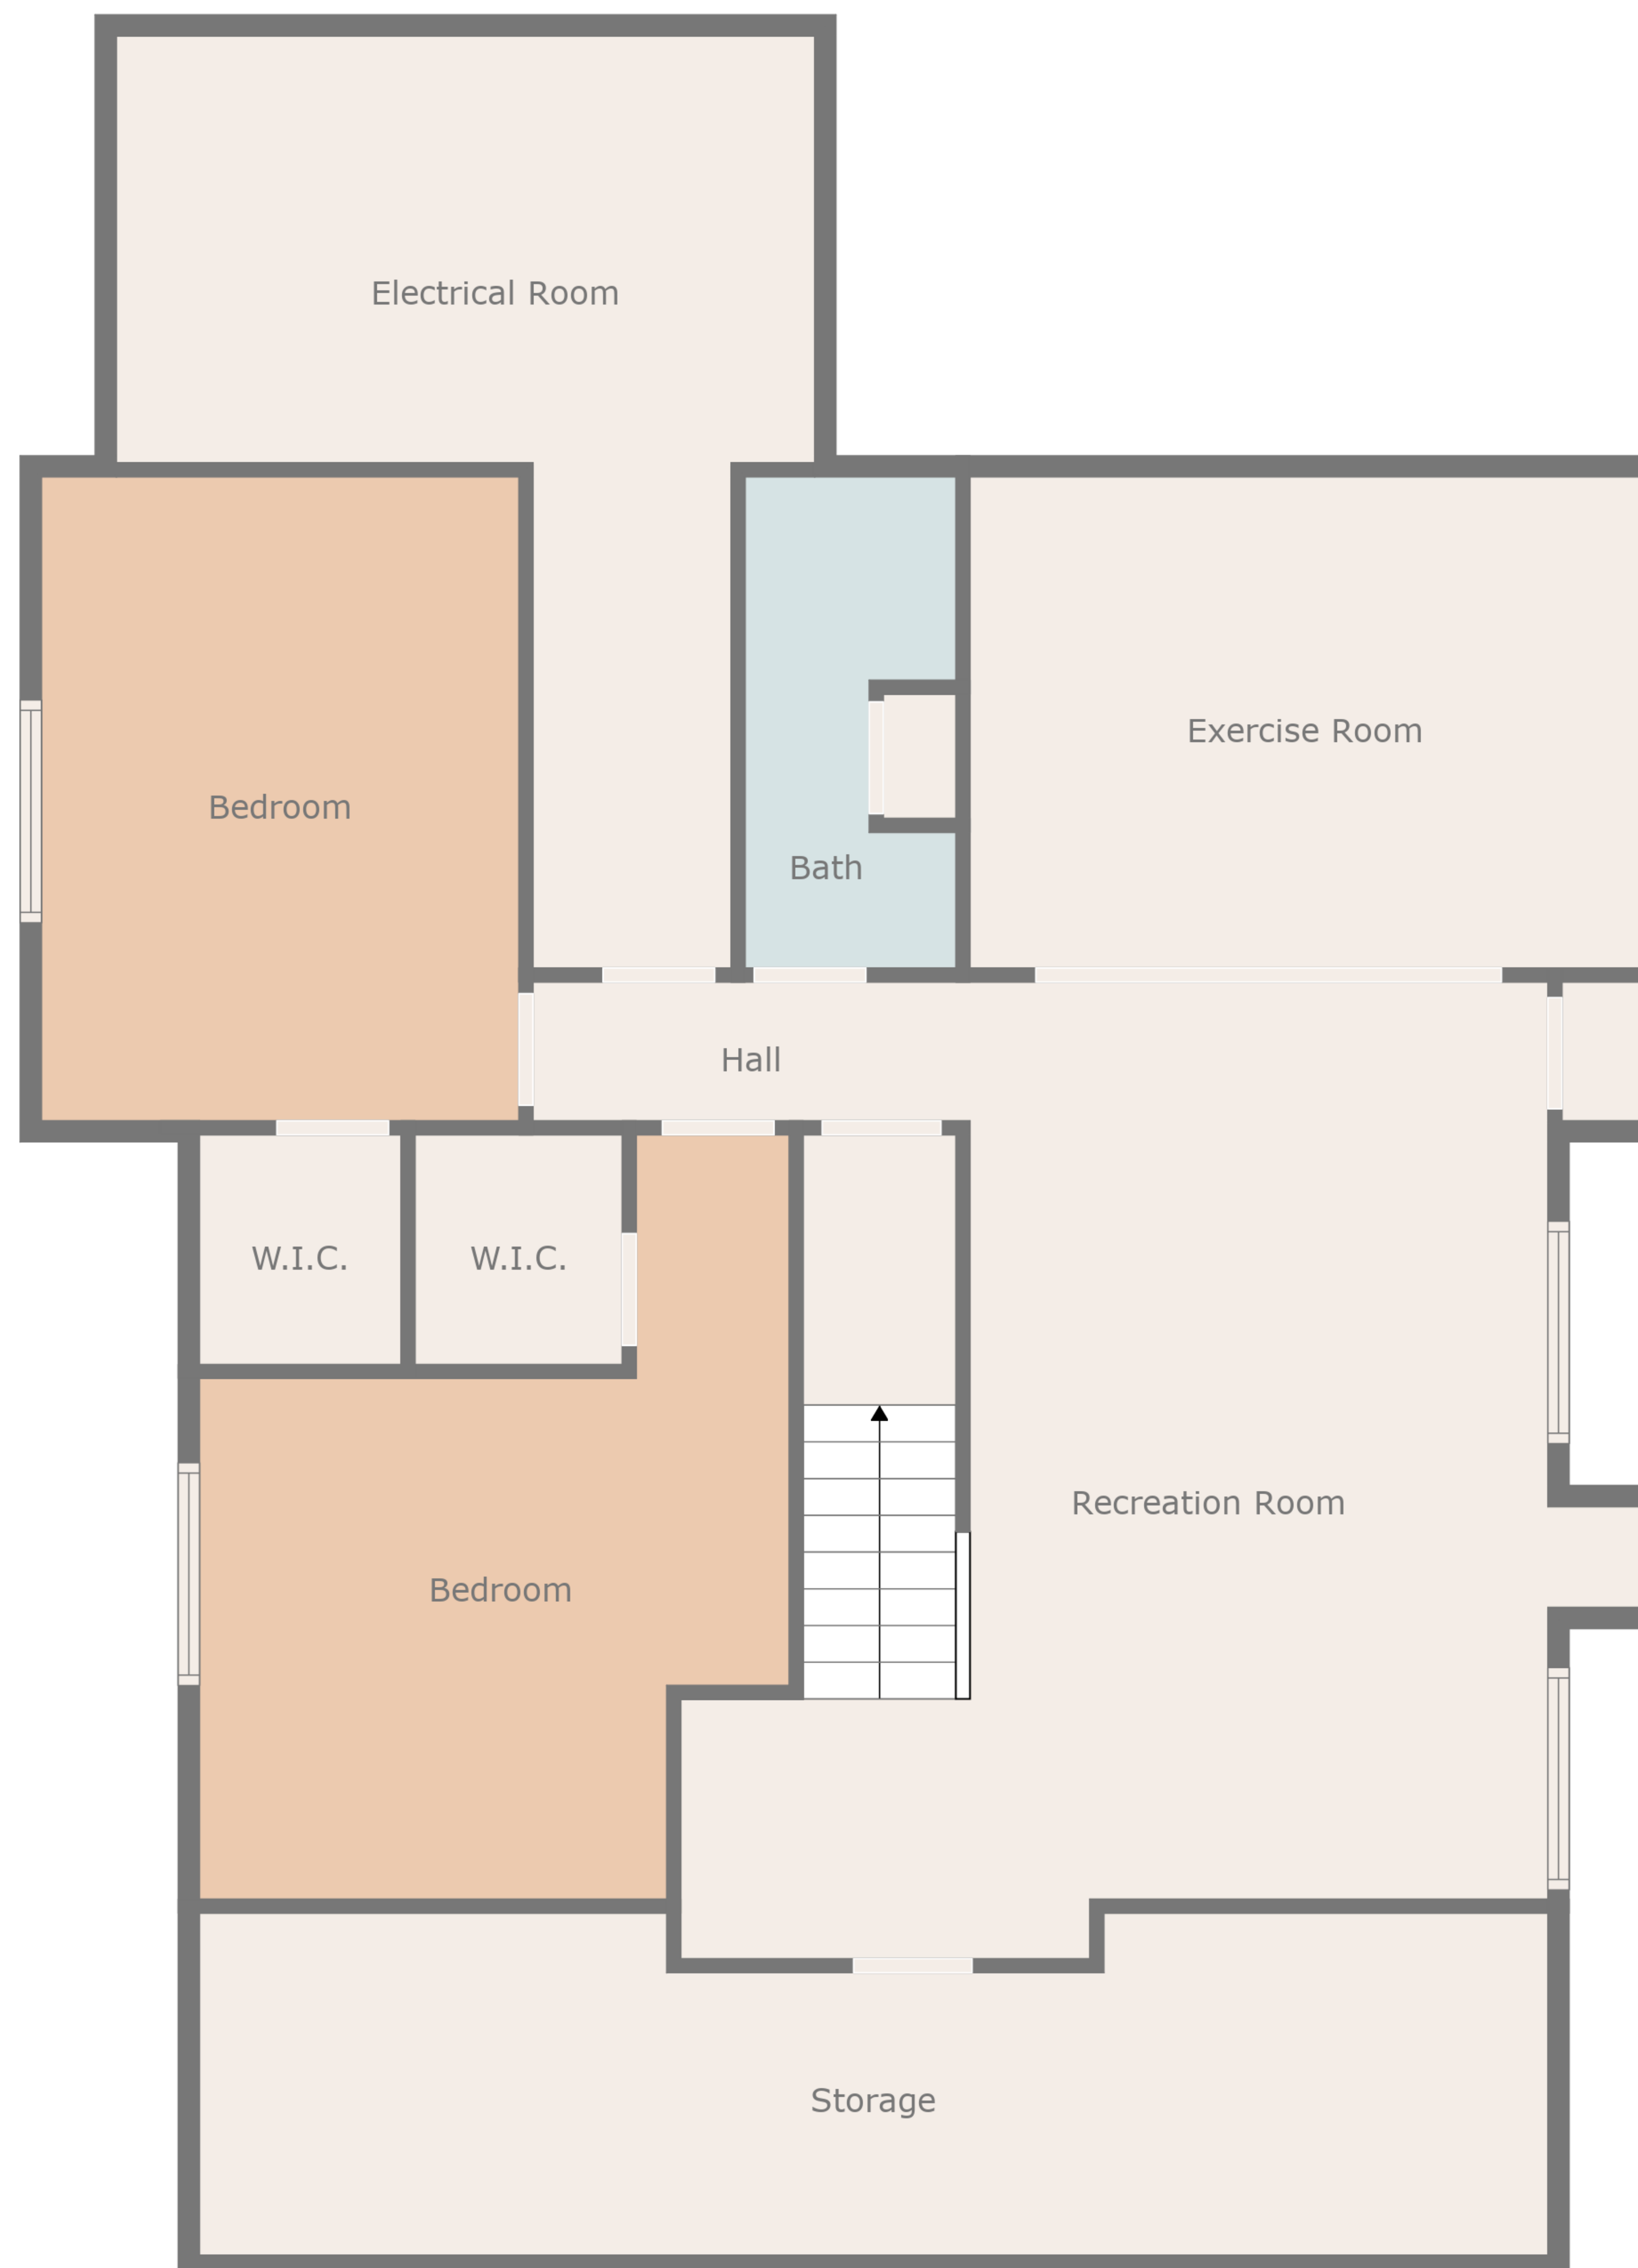 Electrical Room
Exercise Room
Bedroom
Bath
Hall
W.I.C.
W.I.C.
Recreation Room
Bedroom
Storage